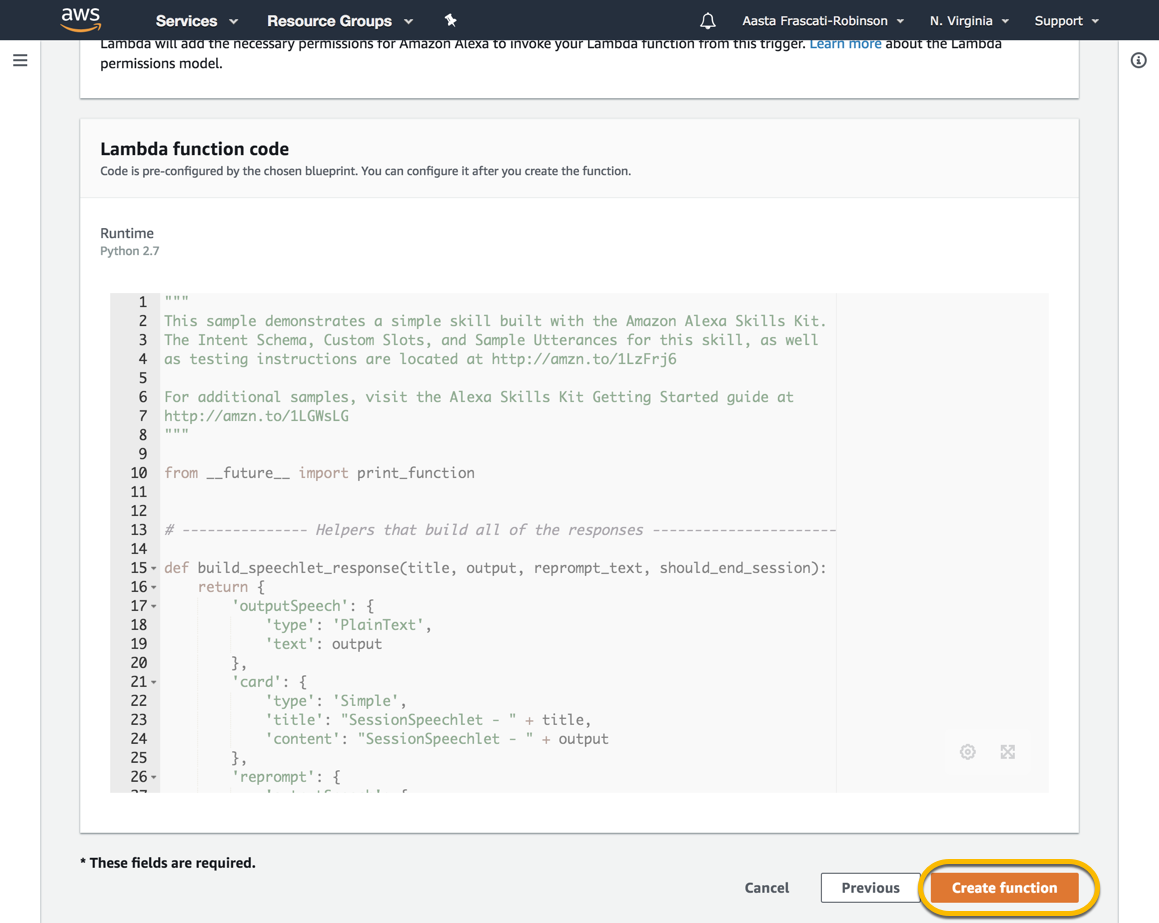 aws Services Resource Groups Aasta Frascati-Robinson N. Virginia Support
Lambda will add the necessary permissions for Amazon Alexa to invoke your Lambda function from this trigger. Learn more about the Lambda
permissions model.
Lambda function code
Code is pre-configured by the chosen blueprint. You can configure it after you create the function.
Runtime
Python 2.7
1 """
2 This sample demonstrates a simple skill built with the Amazon Alexa Skills Kit.
3 The Intent Schema, Custom Slots, and Sample Utterances for this skill, as well
4 as testing instructions are located at http://amzn.to/1LzFrj6
5
6 For additional samples, visit the Alexa Skills Kit Getting Started guide at
7 http://amzn.to/1LGWsLG
8 """
9
10 from __future__ import print_function
11
12
13 # --------------- Helpers that build all of the responses ----------------------
14
15 def build_speechlet_response(title, output, reprompt_text, should_end_session):
16 return {
17 'outputSpeech': {
18 'type': 'PlainText',
19 'text': output
20 },
21 'card': {
22 'type': 'Simple',
23 'title': "SessionSpeechlet - " + title,
24 'content': "SessionSpeechlet - " + output
25 },
26 'reprompt': {
* These fields are required.
Cancel Previous Create function